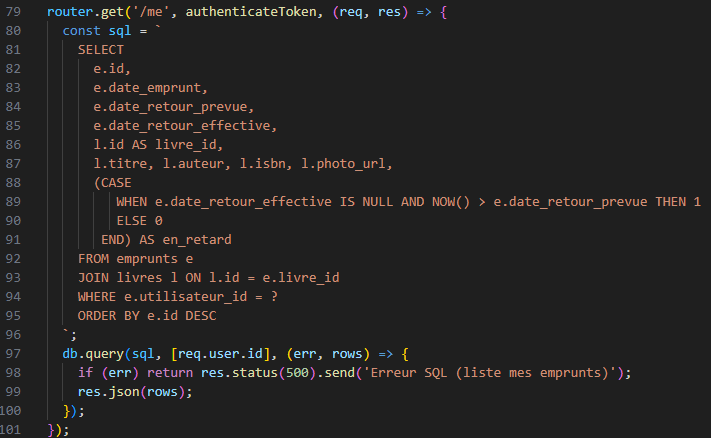 79 router.get('/me', authenticateToken, (req, res) => {
80 const sql = `
81 SELECT
82 e.id,
83 e.date_emprunt,
84 e.date_retour_prevue,
85 e.date_retour_effective,
86 l.id AS livre_id,
87 l.titre, l.auteur, l.isbn, l.photo_url,
88 (CASE
89 WHEN e.date_retour_effective IS NULL AND NOW() > e.date_retour_prevue THEN 1
90 ELSE 0
91 END) AS en_retard
92 FROM emprunts e
93 JOIN livres l ON l.id = e.livre_id
94 WHERE e.utilisateur_id = ?
95 ORDER BY e.id DESC
96 `;
97 db.query(sql, [req.user.id], (err, rows) => {
98 if (err) return res.status(500).send('Erreur SQL (liste mes emprunts)');
99 res.json(rows);
100 });
101 });